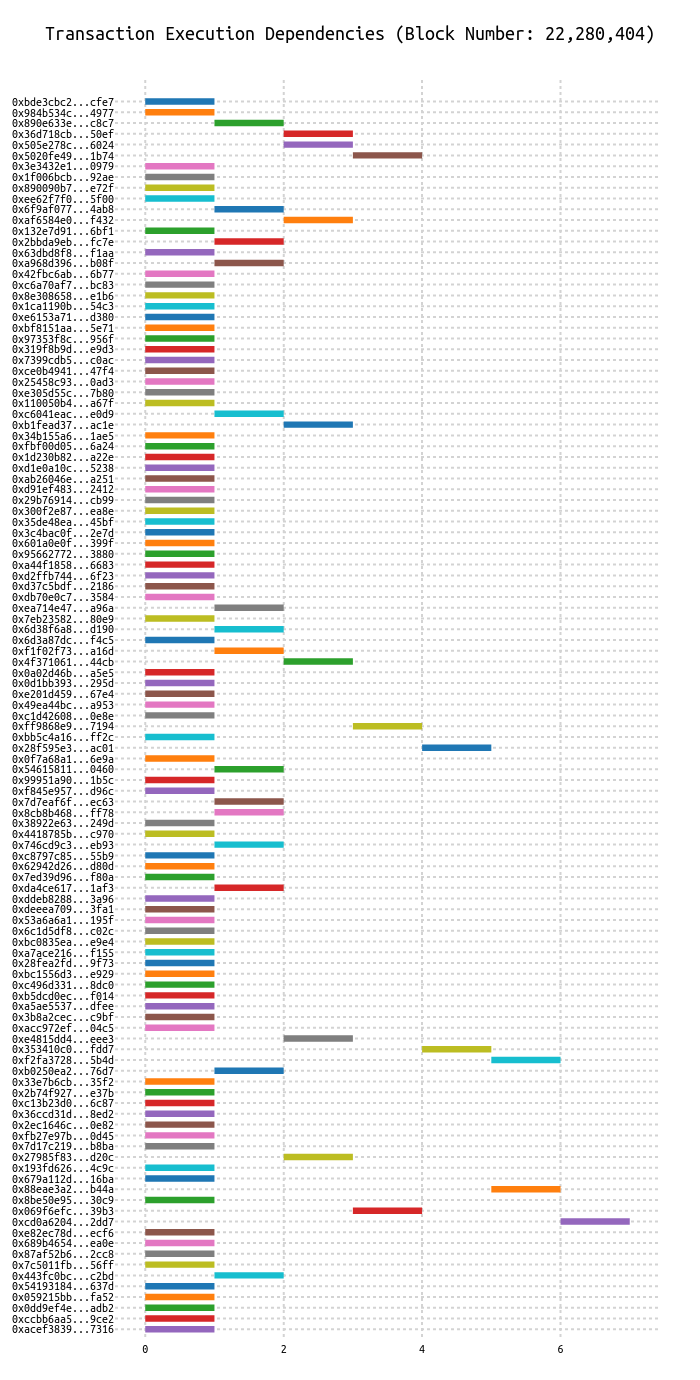 Transaction Execution Dependencies (Block Number: 22,280,404)
0xbde3cbc2...cfe7
0x984b534c...4977
0x890e633e...c8c7
0x36d718cb...50ef
0x505e278c...6024
0x5020fe49...1b74
0x3e3432e1...0979
0x1f006bcb...92ae
0x890090b7...e72f
0xee62f7f0...5f00
0x6f9af077...4ab8
0xaf6584e0...f432
0x132e7d91...6bf1
0x2bbda9eb...fc7e
0x63dbd8f8...f1aa
0xa968d396...b08f
0x42fbc6ab...6b77
0xc6a70af7...bc83
0x8e308658...e1b6
0x1ca1190b...54c3
0xe6153a71...d380
0xbf8151aa...5e71
0x97353f8c...956f
0x319f8b9d...e9d3
0x7399cdb5...c0ac
0xce0b4941...47f4
0x25458c93...0ad3
0xe305d55c...7b80
0x110050b4...a67f
0xc6041eac...e0d9
0xb1fead37...ac1e
0x34b155a6...1ae5
0xfbf00d05...6a24
0x1d230b82...a22e
0xd1e0a10c...5238
0xab26046e...a251
0xd91ef483...2412
0x29b76914...cb99
0x300f2e87...ea8e
0x35de48ea...45bf
0x3c4bac0f...2e7d
0x601a0e0f...399f
0x95662772...3880
0xa44f1858...6683
0xd2ffb744...6f23
0xd37c5bdf...2186
0xdb70e0c7...3584
0xea714e47...a96a
0x7eb23582...80e9
0x6d38f6a8...d190
0x6d3a87dc...f4c5
0xf1f02f73...a16d
0x4f371061...44cb
0x0a02d46b...a5e5
0x0d1bb393...295d
0xe201d459...67e4
0x49ea44bc...a953
0xc1d42608...0e8e
0xff9868e9...7194
0xbb5c4a16...ff2c
0x28f595e3...ac01
0x0f7a68a1...6e9a
0x54615811...0460
0x99951a90...1b5c
0xf845e957...d96c
0x7d7eaf6f...ec63
0x8cb8b468...ff78
0x38922e63...249d
0x4418785b...c970
0x746cd9c3...eb93
0xc8797c85...55b9
0x62942d26...d80d
0x7ed39d96...f80a
0xda4ce617...1af3
0xddeb8288...3a96
0xdeeea709...3fa1
0x53a6a6a1...195f
0x6c1d5df8...c02c
0xbc0835ea...e9e4
0xa7ace216...f155
0x28fea2fd...9f73
0xbc1556d3...e929
0xc496d331...8dc0
0xb5dcd0ec...f014
0xa5ae5537...dfee
0x3b8a2cec...c9bf
0xacc972ef...04c5
0xe4815dd4...eee3
0x353410c0...fdd7
0xf2fa3728...5b4d
0xb0250ea2...76d7
0x33e7b6cb...35f2
0x2b74f927...e37b
0xc13b23d0...6c87
0x36ccd31d...8ed2
0x2ec1646c...0e82
0xfb27e97b...0d45
0x7d17c219...b8ba
0x27985f83...d20c
0x193fd626...4c9c
0x679a112d...16ba
0x88eae3a2...b44a
0x8be50e95...30c9
0x069f6efc...39b3
0xcd0a6204...2dd7
0xe82ec78d...ecf6
0x689b4654...ea0e
0x87af52b6...2cc8
0x7c5011fb...56ff
0x443fc0bc...c2bd
0x54193184...637d
0x059215bb...fa52
0x0dd9ef4e...adb2
0xccbb6aa5...9ce2
0xacef3839...7316
0 2 4 6